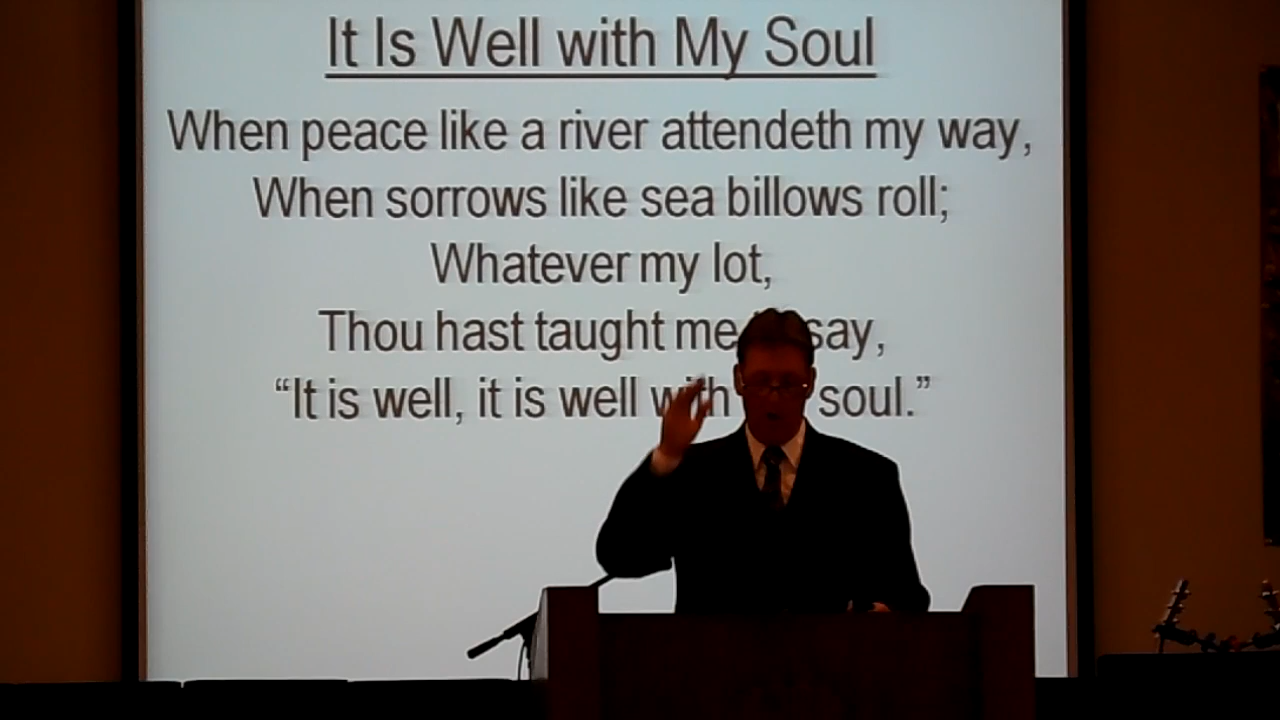 It Is Well with My Soul
When peace like a river attendeth my way,
When sorrows like sea billows roll;
Whatever my lot,
Thou hast taught me say,
“It is well, it is well with soul.”